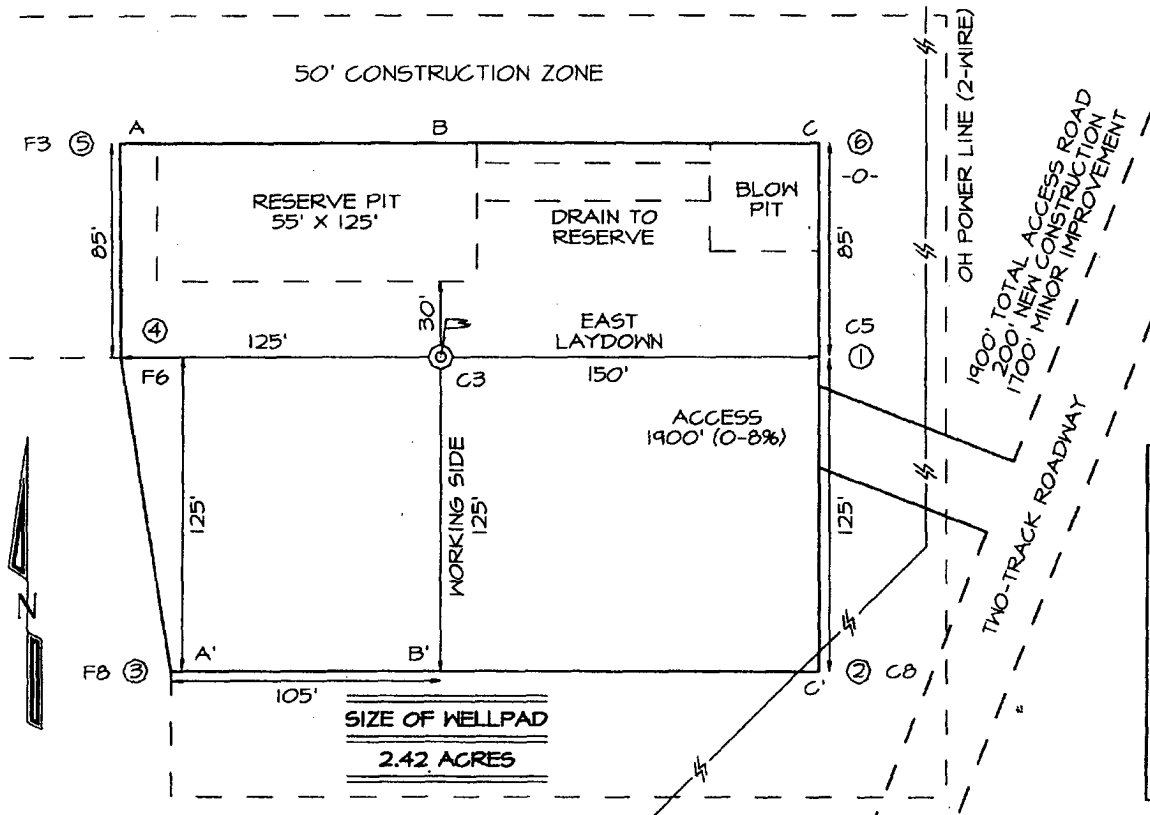 50' CONSTRUCTION ZONE
OH POWER LINE (2-WIRE)
1900' TOTAL ACCESS ROAD
200' NEW CONSTRUCTION
1700' MINOR IMPROVEMENT
F3 5
A
B
C
6
-0-
RESERVE PIT
55' X 125'
BLOW
PIT
DRAIN TO
RESERVE
85'
85'
30'
4
125'
EAST
LAYDOWN
C5
1
F6
C3
150'
ACCESS
1900' (0-8%)
WORKING SIDE
125'
125'
125'
TWO-TRACK ROADWAY
N
F8 3
A'
B'
C'
2 C8
105'
SIZE OF WELLPAD
2.42 ACRES